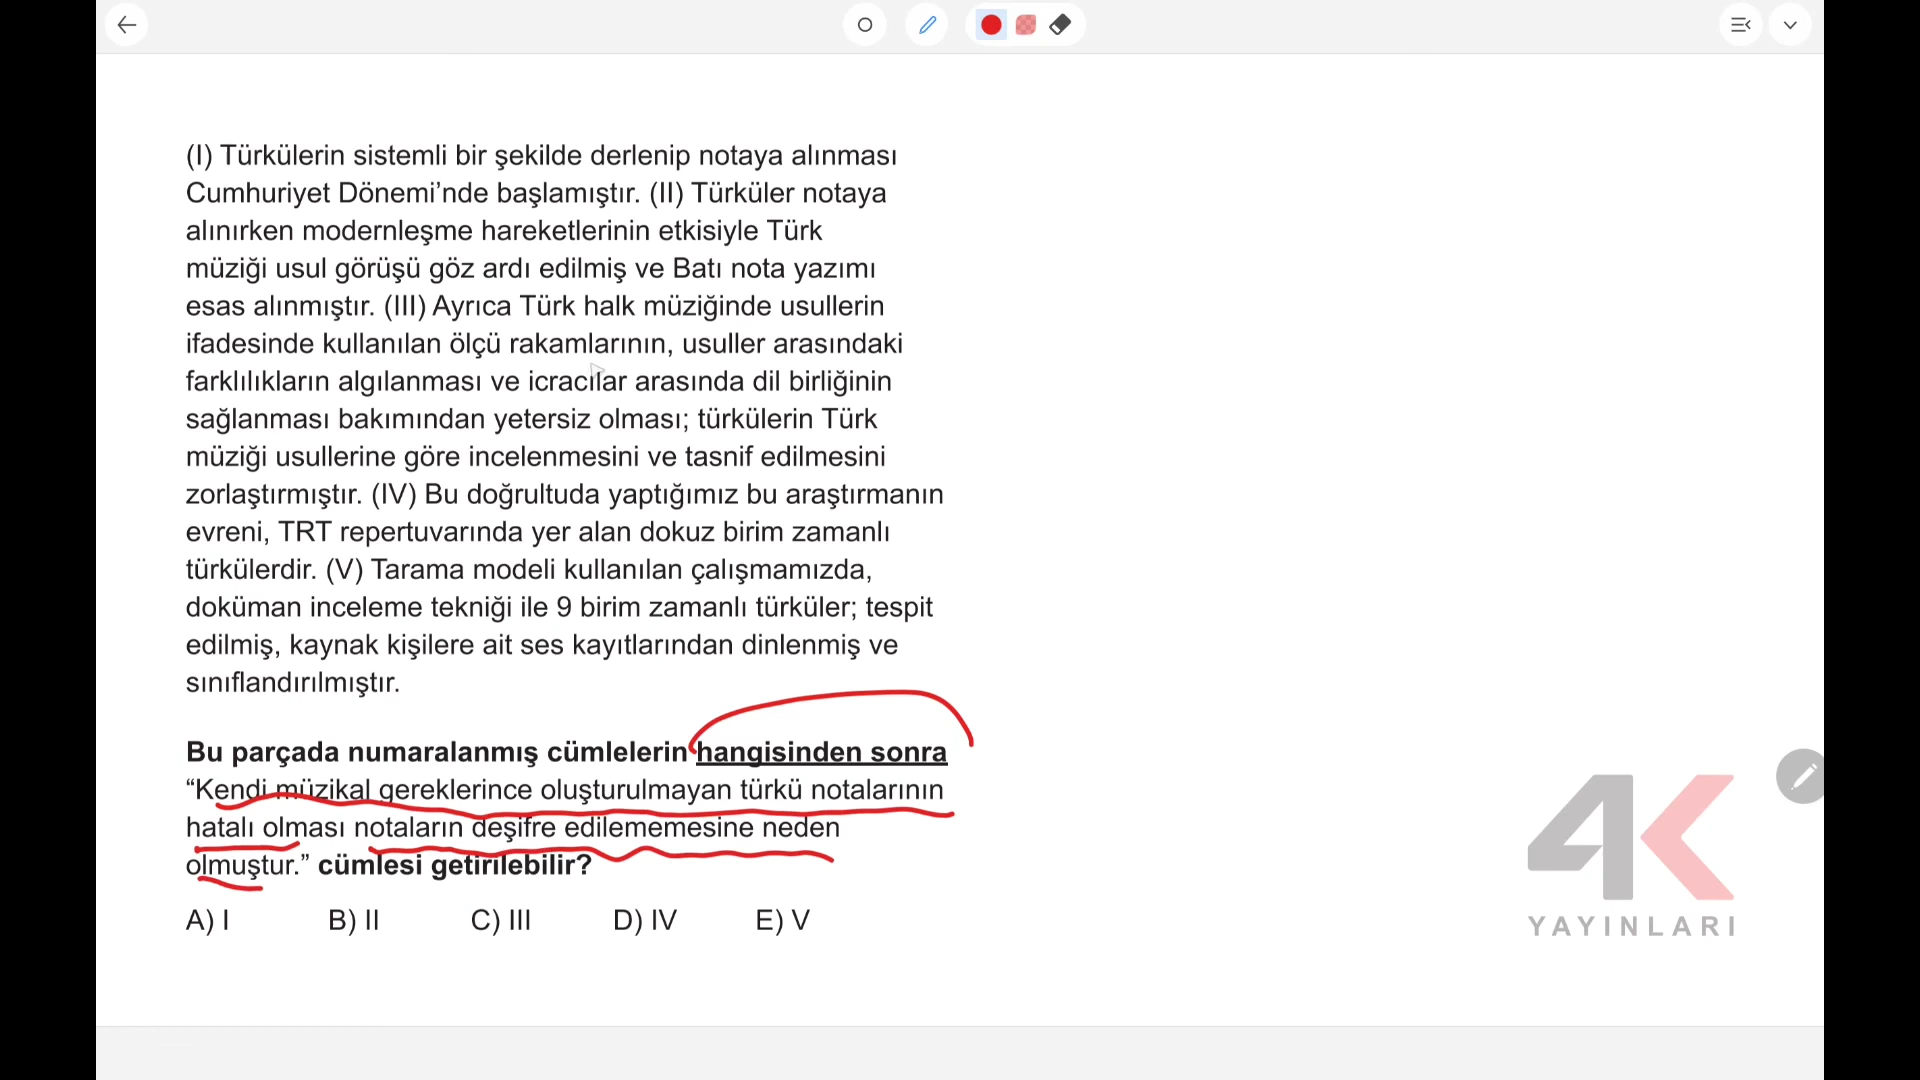 (I) Türkülerin sistemli bir şekilde derlenip notaya alınması
Cumhuriyet Dönemi’nde başlamıştır. (II) Türküler notaya
alınırken modernleşme hareketlerinin etkisiyle Türk
müziği usul görüşü göz ardı edilmiş ve Batı nota yazımı
esas alınmıştır. (III) Ayrıca Türk halk müziğinde usullerin
ifadesinde kullanılan ölçü rakamlarının, usuller arasındaki
farklılıkların algılanması ve icracılar arasında dil birliğinin
sağlanması bakımından yetersiz olması; türkülerin Türk
müziği usullerine göre incelenmesini ve tasnif edilmesini
zorlaştırmıştır. (IV) Bu doğrultuda yaptığımız bu araştırmanın
evreni, TRT repertuvarında yer alan dokuz birim zamanlı
türkülerdir. (V) Tarama modeli kullanılan çalışmamızda,
doküman inceleme tekniği ile 9 birim zamanlı türküler; tespit
edilmiş, kaynak kişilere ait ses kayıtlarından dinlenmiş ve
sınıflandırılmıştır.
Bu parçada numaralanmış cümlelerin hangisinden sonra
“Kendi müzikal gereklerince oluşturulmayan türkü notalarının
hatalı olması notaların deşifre edilememesine neden
olmuştur.” cümlesi getirilebilir?
A) I B) II C) III D) IV E) V
4K
YAYINLARI